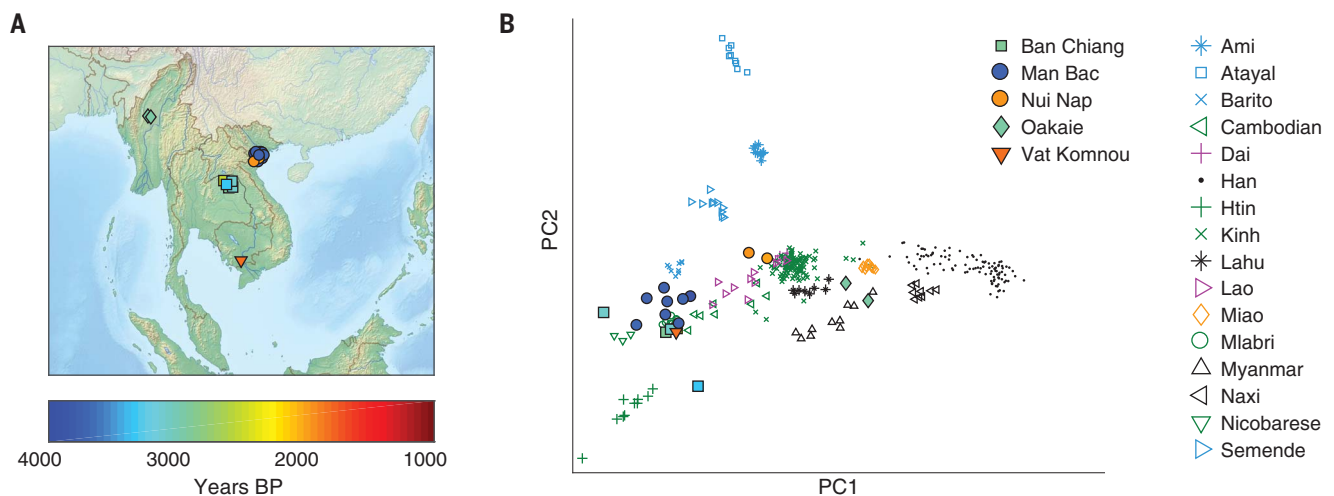 A
4000 3000 2000 1000
Years BP
B
PC2
PC1
Ban Chiang
Man Bac
Nui Nap
Oakaie
Vat Komnou
Ami
Atayal
Barito
Cambodian
Dai
Han
Htin
Kinh
Lahu
Lao
Miao
Mlabri
Myanmar
Naxi
Nicobarese
Semende